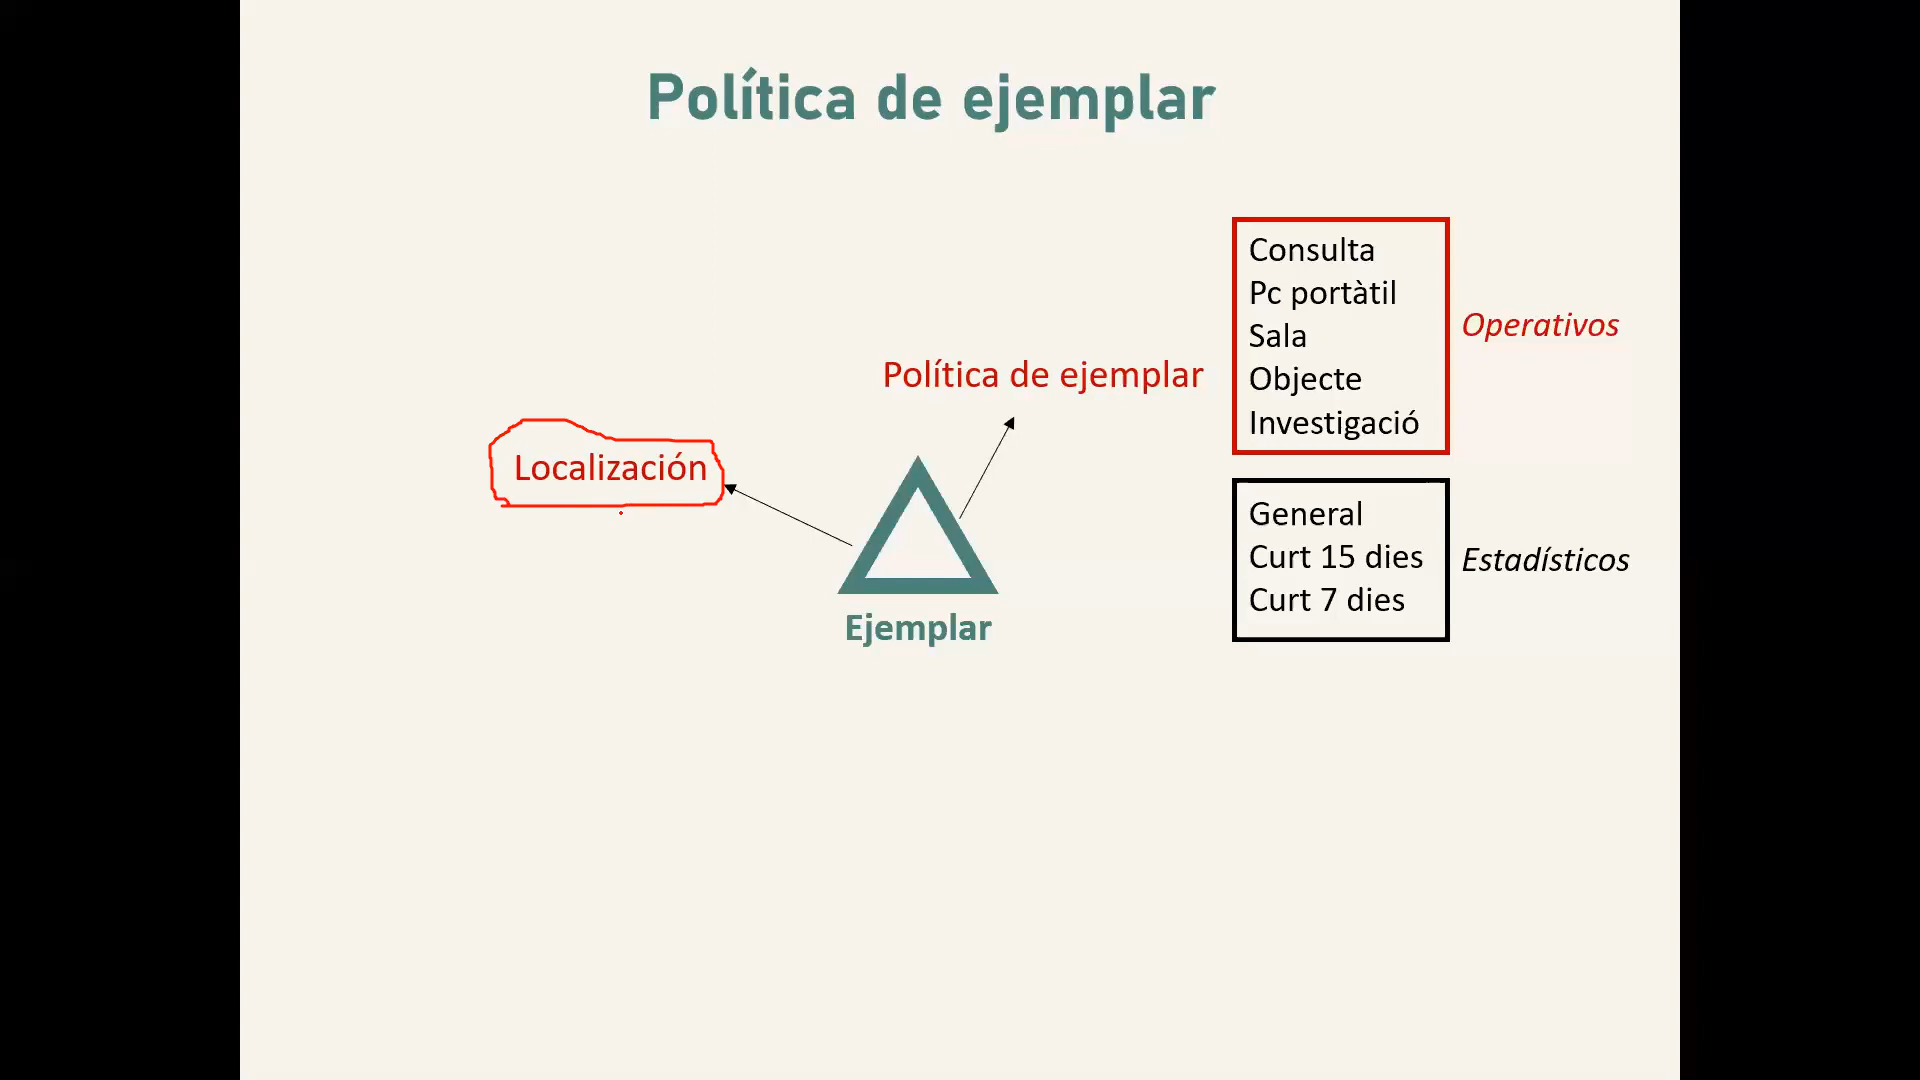 Política de ejemplar
Consulta
Pc portàtil
Sala
Objecte
Investigació
Operativos
Política de ejemplar
Localización
General
Curt 15 dies
Curt 7 dies
Estadísticos
Ejemplar